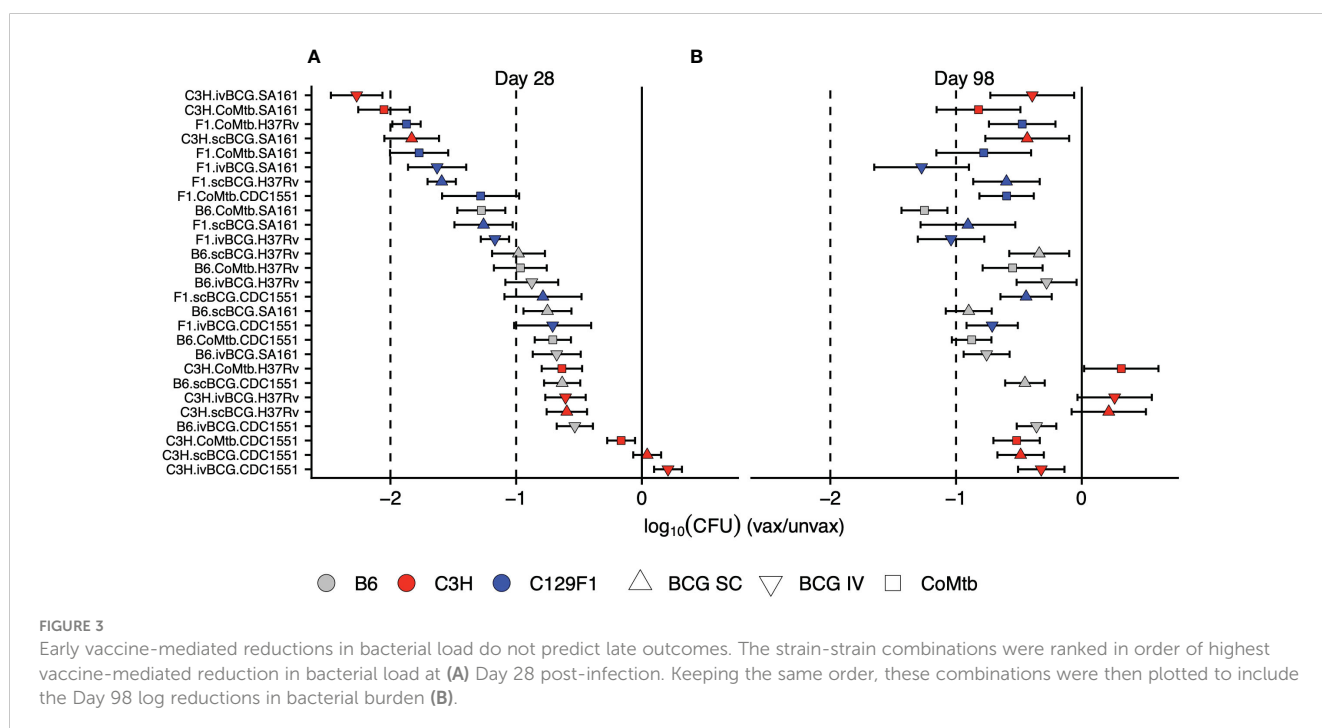 A
B
Day 28
Day 98
C3H.ivBCG.SA161
C3H.CoMtb.SA161
F1.CoMtb.H37Rv
C3H.scBCG.SA161
F1.CoMtb.SA161
F1.ivBCG.SA161
F1.scBCG.H37Rv
F1.CoMtb.CDC1551
B6.CoMtb.SA161
F1.scBCG.SA161
F1.ivBCG.H37Rv
B6.scBCG.H37Rv
B6.CoMtb.H37Rv
B6.ivBCG.H37Rv
F1.scBCG.CDC1551
B6.scBCG.SA161
F1.ivBCG.CDC1551
B6.CoMtb.CDC1551
B6.ivBCG.SA161
C3H.CoMtb.H37Rv
B6.scBCG.CDC1551
C3H.ivBCG.H37Rv
C3H.scBCG.H37Rv
B6.ivBCG.CDC1551
C3H.CoMtb.CDC1551
C3H.scBCG.CDC1551
C3H.ivBCG.CDC1551
−2 −1 0 −2 −1 0
log₁₀(CFU) (vax/unvax)
B6 C3H C129F1 BCG SC BCG IV CoMtb
FIGURE 3
Early vaccine-mediated reductions in bacterial load do not predict late outcomes. The strain-strain combinations were ranked in order of highest
vaccine-mediated reduction in bacterial load at (A) Day 28 post-infection. Keeping the same order, these combinations were then plotted to include
the Day 98 log reductions in bacterial burden (B).